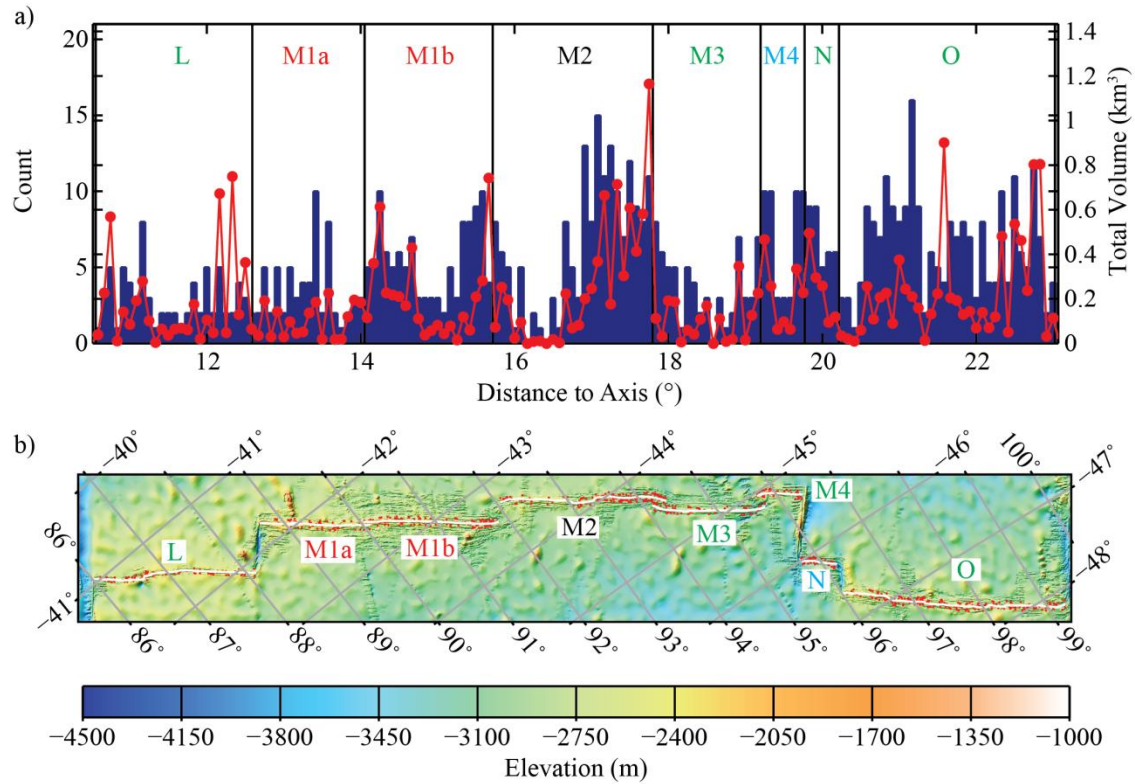 a)
L M1a M1b M2 M3 M4 N O
20
15
10
5
0
Count
1.4
1.2
1
0.8
0.6
0.4
0.2
0
Total Volume (km³)
12 14 16 18 20 22
Distance to Axis (°)
b)
−40° −41° −42° −43° −44° −45° −46° 100° −47°
86°
−41°
−48°
L M1a M1b M2 M3 M4 N O
86° 87° 88° 89° 90° 91° 92° 93° 94° 95° 96° 97° 98° 99°
−4500 −4150 −3800 −3450 −3100 −2750 −2400 −2050 −1700 −1350 −1000
Elevation (m)